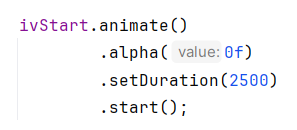 ivStart.animate()
.alpha( value: 0f)
.setDuration(2500)
.start();